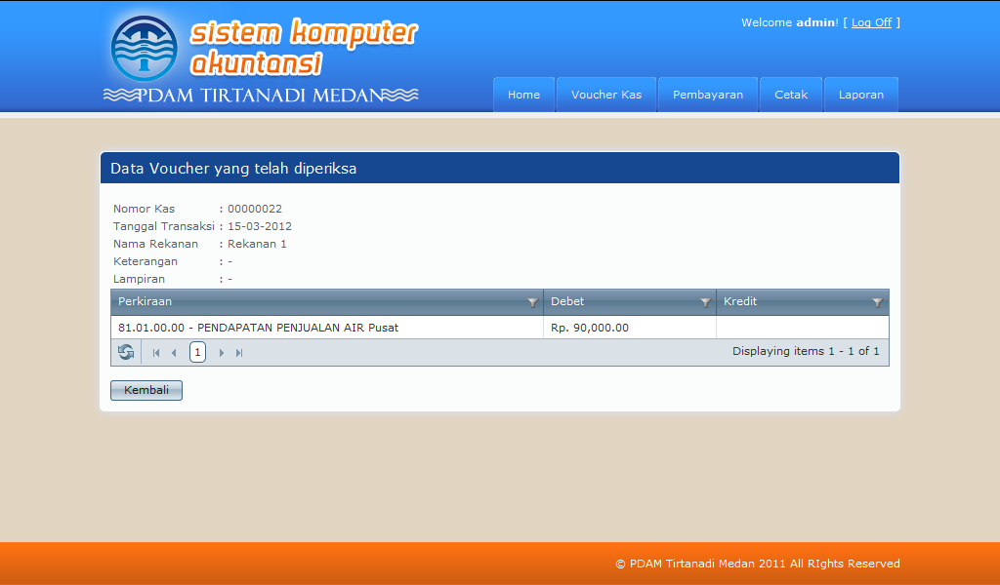 Welcome admin! [ Log Off ]
sistem komputer
akuntansi
PDAM TIRTANADI MEDAN
Home Voucher Kas Pembayaran Cetak Laporan
Data Voucher yang telah diperiksa
Nomor Kas : 00000022
Tanggal Transaksi : 15-03-2012
Nama Rekanan : Rekanan 1
Keterangan : -
Lampiran : -
Perkiraan Debet Kredit
81.01.00.00 - PENDAPATAN PENJUALAN AIR Pusat Rp. 90,000.00
1 Displaying items 1 - 1 of 1
Kembali
© PDAM Tirtanadi Medan 2011 All RIghts Reserved